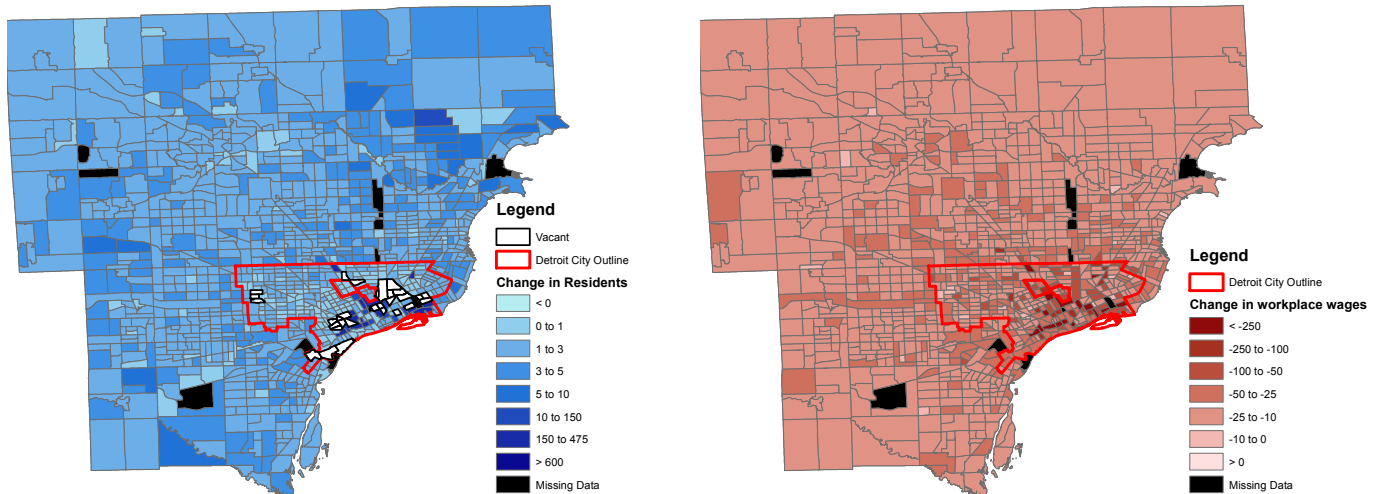 Legend
Vacant
Detroit City Outline
Change in Residents
< 0
0 to 1
1 to 3
3 to 5
5 to 10
10 to 150
150 to 475
> 600
Missing Data
Legend
Detroit City Outline
Change in workplace wages
< -250
-250 to -100
-100 to -50
-50 to -25
-25 to -10
-10 to 0
> 0
Missing Data